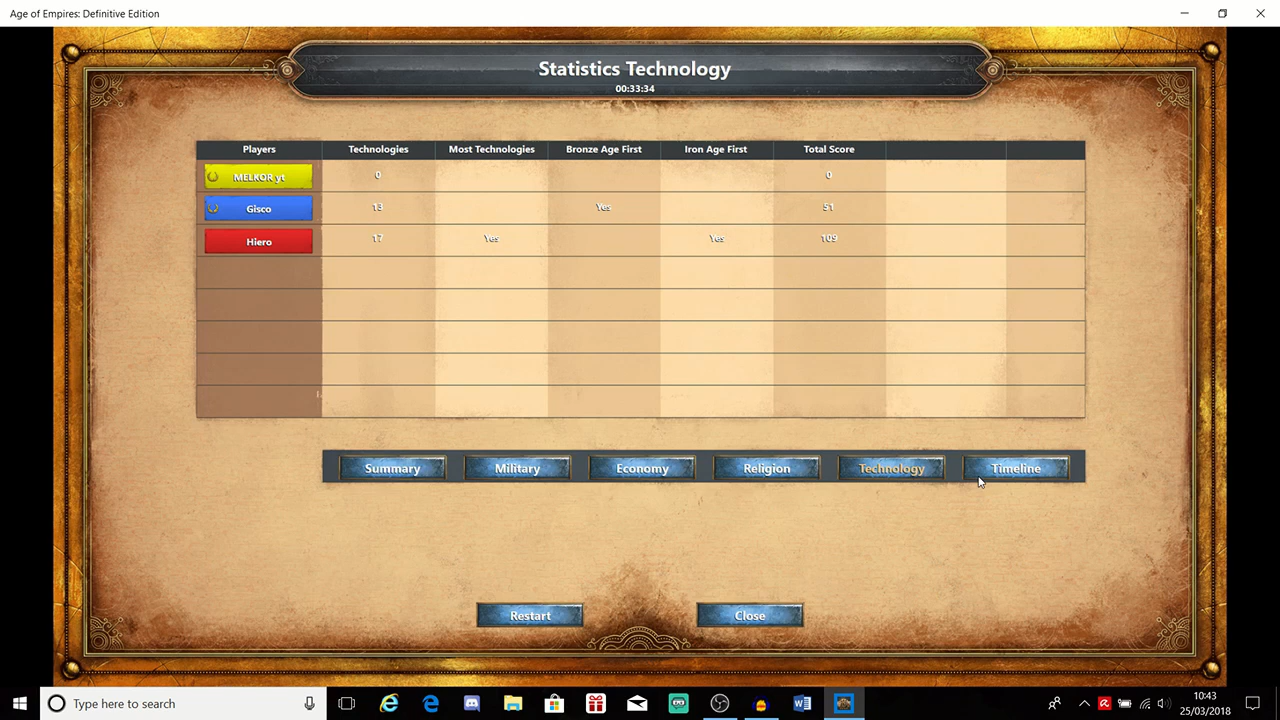 Age of Empires: Definitive Edition
Statistics Technology
00:33:34
Players Technologies Most Technologies Bronze Age First Iron Age First Total Score
MELKOR yt 0 0
Gisco 13 Yes 51
Hiero 17 Yes Yes 109
Summary Military Economy Religion Technology Timeline
Restart Close
Type here to search
10:43
25/03/2018